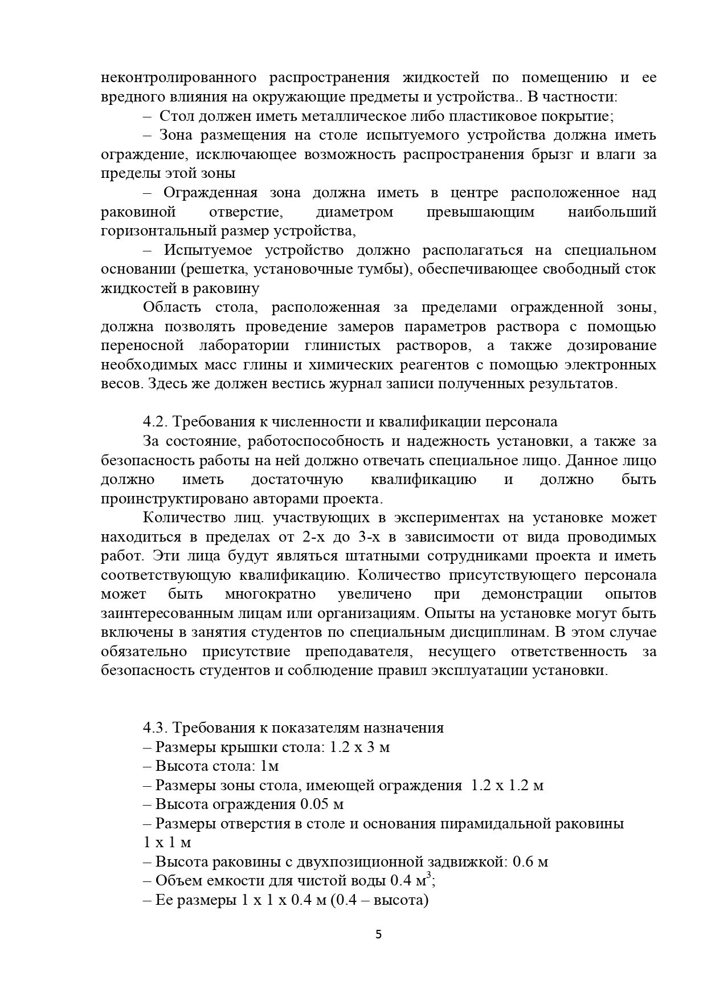 неконтролированного распространения жидкостей по помещению и ее
вредного влияния на окружающие предметы и устройства.. В частности:
– Стол должен иметь металлическое либо пластиковое покрытие;
– Зона размещения на столе испытуемого устройства должна иметь
ограждение, исключающее возможность распространения брызг и влаги за
пределы этой зоны
– Огражденная зона должна иметь в центре расположенное над
раковиной отверстие, диаметром превышающим наибольший
горизонтальный размер устройства,
– Испытуемое устройство должно располагаться на специальном
основании (решетка, установочные тумбы), обеспечивающее свободный сток
жидкостей в раковину
Область стола, расположенная за пределами огражденной зоны,
должна позволять проведение замеров параметров раствора с помощью
переносной лаборатории глинистых растворов, а также дозирование
необходимых масс глины и химических реагентов с помощью электронных
весов. Здесь же должен вестись журнал записи полученных результатов.
4.2. Требования к численности и квалификации персонала
За состояние, работоспособность и надежность установки, а также за
безопасность работы на ней должно отвечать специальное лицо. Данное лицо
должно иметь достаточную квалификацию и должно быть
проинструктировано авторами проекта.
Количество лиц. участвующих в экспериментах на установке может
находиться в пределах от 2-х до 3-х в зависимости от вида проводимых
работ. Эти лица будут являться штатными сотрудниками проекта и иметь
соответствующую квалификацию. Количество присутствующего персонала
может быть многократно увеличено при демонстрации опытов
заинтересованным лицам или организациям. Опыты на установке могут быть
включены в занятия студентов по специальным дисциплинам. В этом случае
обязательно присутствие преподавателя, несущего ответственность за
безопасность студентов и соблюдение правил эксплуатации установки.
4.3. Требования к показателям назначения
– Размеры крышки стола: 1.2 х 3 м
– Высота стола: 1м
– Размеры зоны стола, имеющей ограждения 1.2 х 1.2 м
– Высота ограждения 0.05 м
– Размеры отверстия в столе и основания пирамидальной раковины
1 х 1 м
– Высота раковины с двухпозиционной задвижкой: 0.6 м
– Объем емкости для чистой воды 0.4 м³;
– Ее размеры 1 х 1 х 0.4 м (0.4 – высота)
5